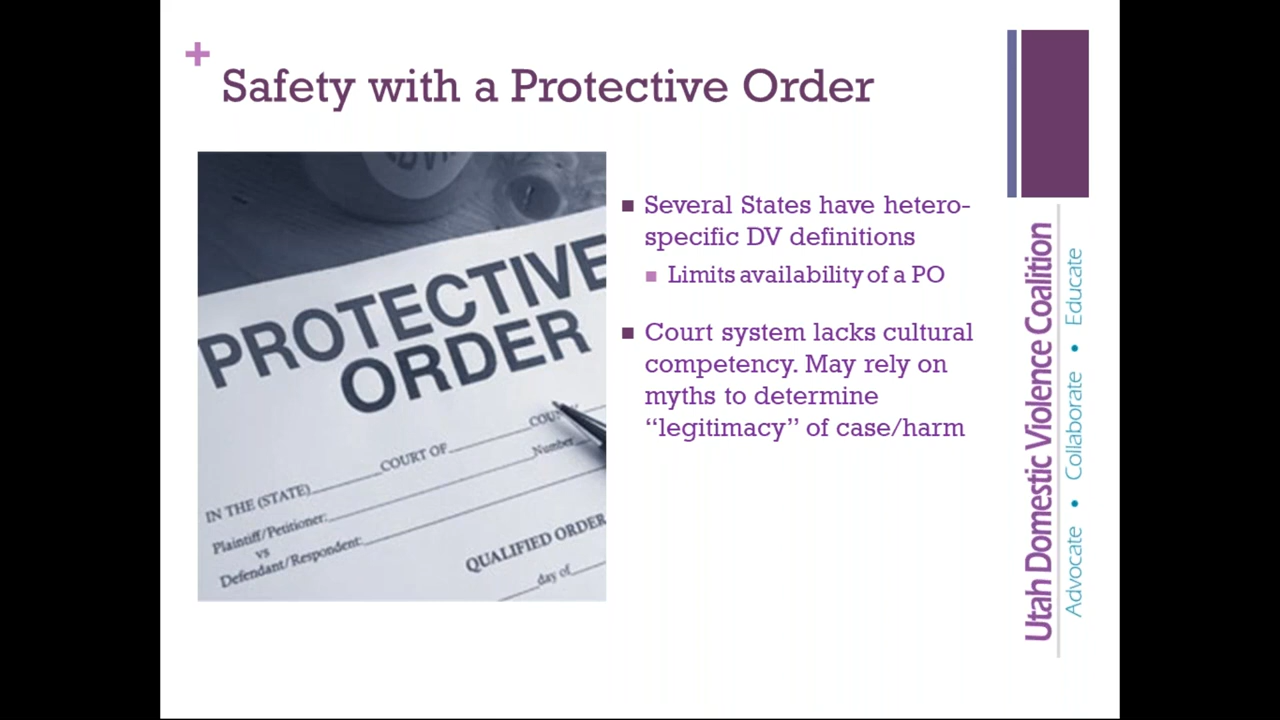 +
Safety with a Protective Order
PROTECTIVE
ORDER
COURT OF
COUN
Number
IN THE (STATE)
Plaintiff/Petitioner:
vs
Defendant/Respondent:
QUALIFIED ORDER
day of
■ Several States have hetero-
specific DV definitions
■ Limits availability of a PO
■ Court system lacks cultural
competency. May rely on
myths to determine
“legitimacy” of case/harm
Utah Domestic Violence Coalition
Advocate • Collaborate • Educate